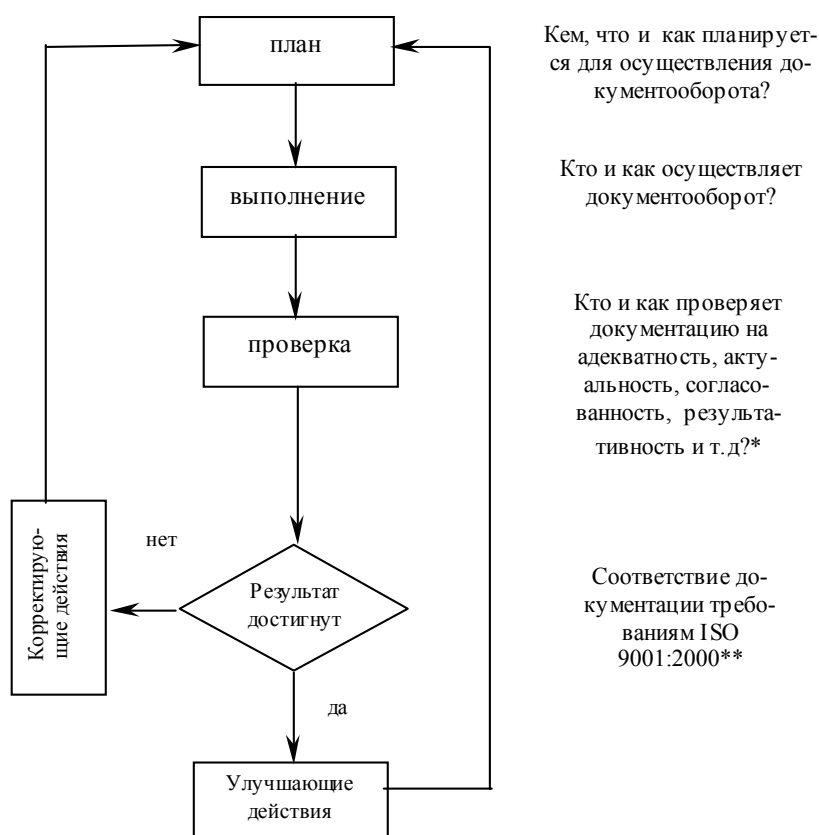 план
Кем, что и как планирует-
ся для осуществления до-
кументооборота?
выполнение
Кто и как осуществляет
документооборот?
проверка
Кто и как проверяет
документацию на
адекватность, акту-
альность, согласо-
ванность, результа-
тивность и т.д?*
Корректирую-
щие действия
нет
Результат
достигнут
Соответствие до-
кументации требо-
ваниям ISO
9001:2000**
да
Улучшающие
действия